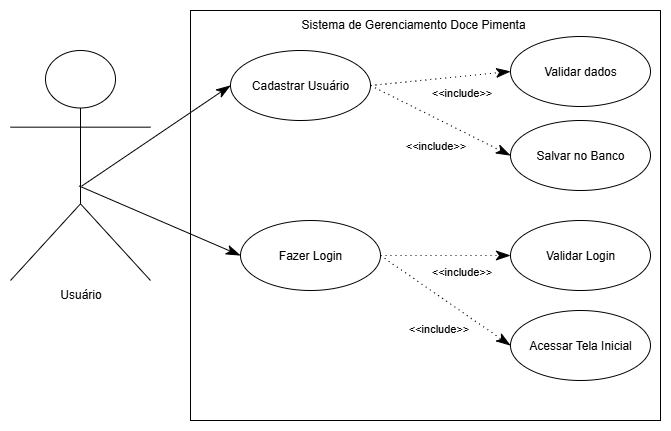 Sistema de Gerenciamento Doce Pimenta
Cadastrar Usuário
Validar dados
<<include>>
<<include>>
Salvar no Banco
Fazer Login
Validar Login
<<include>>
Usuário
<<include>>
Acessar Tela Inicial